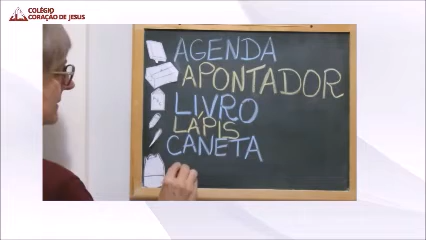 COLÉGIO
CORAÇÃO DE JESUS
AGENDA
APONTADOR
LIVRO
LÁPIS
CANETA